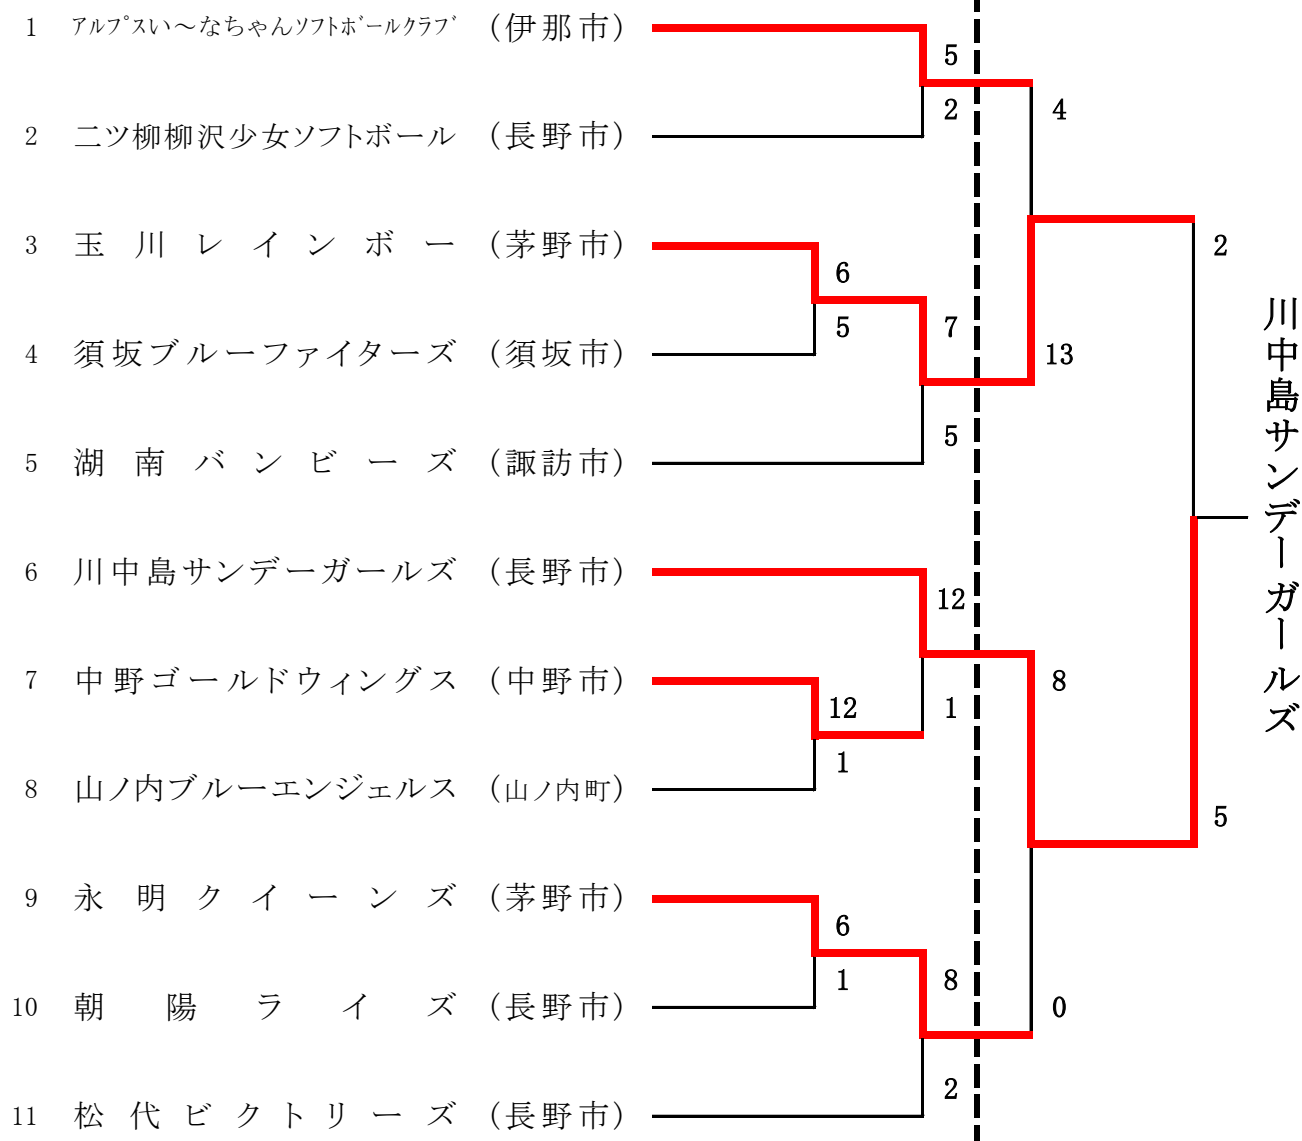 1 アルプスい～なちゃんソフトボールクラブ (伊那市)
5
2
4
2 二ツ柳柳沢少女ソフトボール (長野市)
3 玉川レインボー (茅野市)
6
5
7
13
2
4 須坂ブルーファイターズ (須坂市)
5
5 湖南バンビーズ (諏訪市)
川中島サンデーガールズ
6 川中島サンデーガールズ (長野市)
12
7 中野ゴールドウィングス (中野市)
12
1
1
8
8 山ノ内ブルーエンジェルス (山ノ内町)
5
9 永明クイーンズ (茅野市)
6
1
8
0
10 朝陽ライズ (長野市)
2
11 松代ビクトリーズ (長野市)